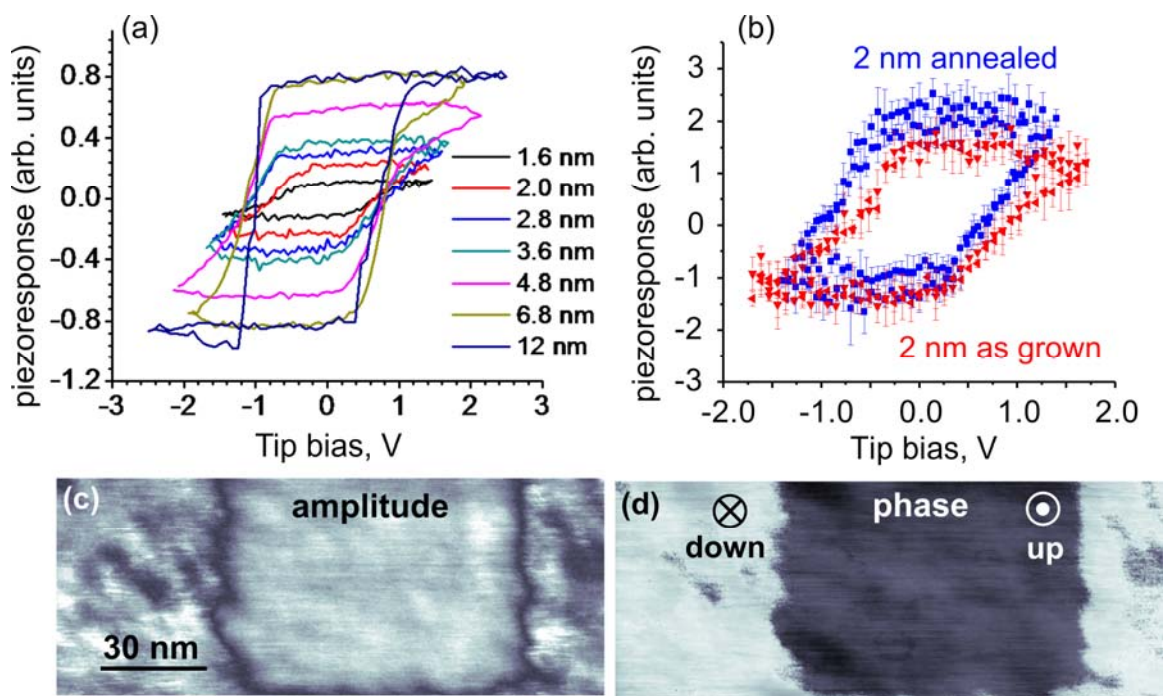 (a)
piezoresponse (arb. units)
0.8
0.4
0.0
-0.4
-0.8
-1.2
-3 -2 -1 0 1 2 3
Tip bias, V
1.6 nm
2.0 nm
2.8 nm
3.6 nm
4.8 nm
6.8 nm
12 nm
(b)
piezoresponse (arb. units)
3
2
1
0
-1
-2
-3
-2.0 -1.0 0.0 1.0 2.0
Tip bias, V
2 nm annealed
2 nm as grown
(c)
amplitude
30 nm
(d)
phase
down
up